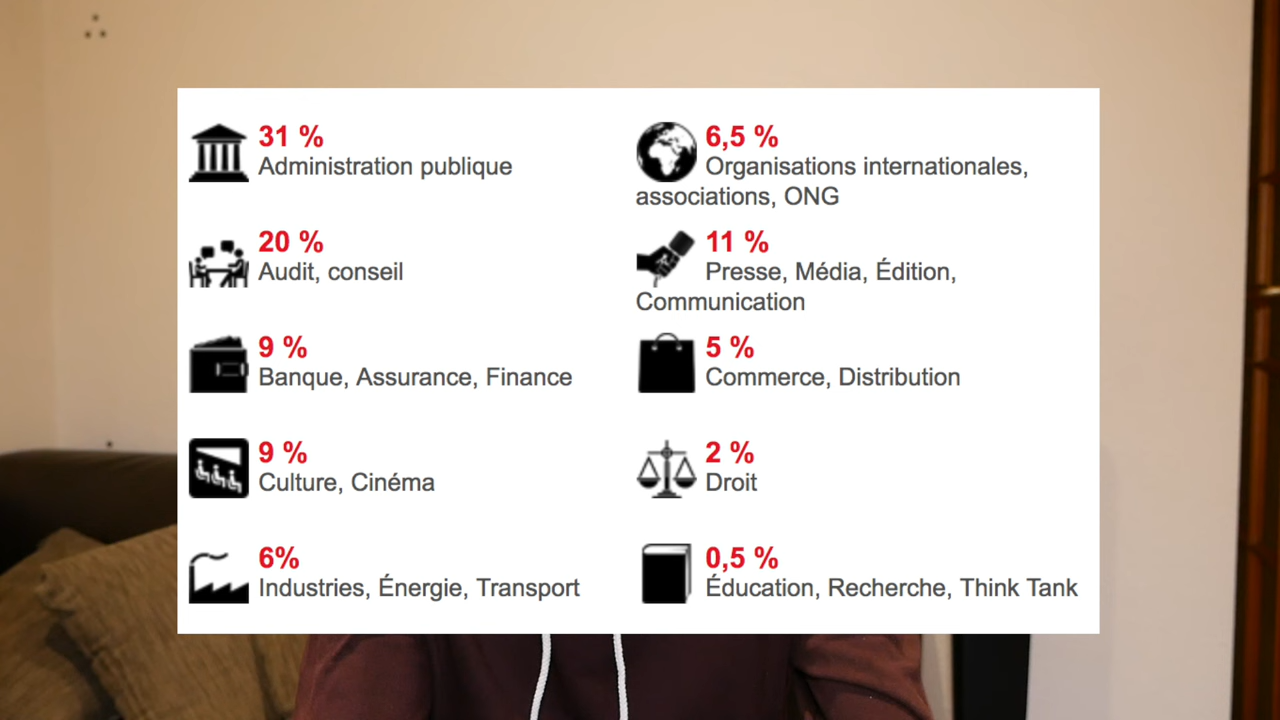 31 %
Administration publique
20 %
Audit, conseil
9 %
Banque, Assurance, Finance
9 %
Culture, Cinéma
6%
Industries, Énergie, Transport
6,5 %
Organisations internationales,
associations, ONG
11 %
Presse, Média, Édition,
Communication
5 %
Commerce, Distribution
2 %
Droit
0,5 %
Éducation, Recherche, Think Tank